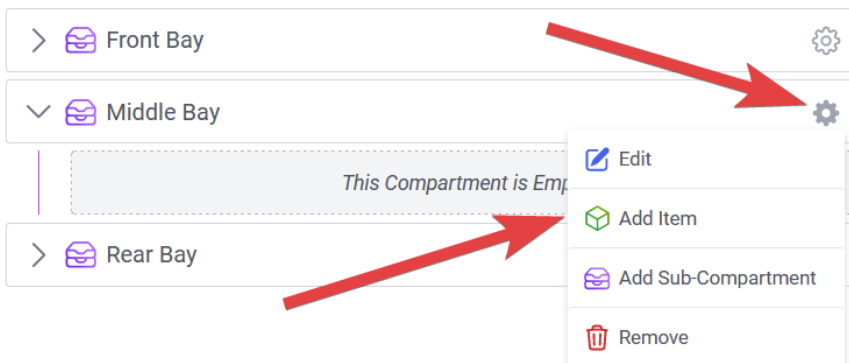 Front Bay
Middle Bay
Edit
This Compartment is Emp
Add Item
Rear Bay
Add Sub-Compartment
Remove